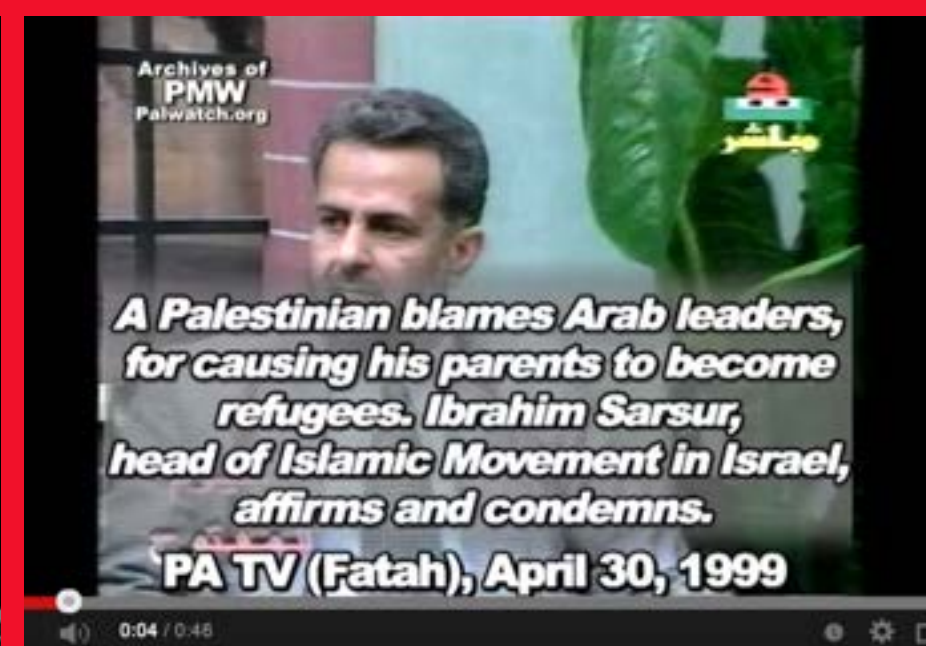 Archives of
PMW
Palwatch.org
مباشر
A Palestinian blames Arab leaders,
for causing his parents to become
refugees. Ibrahim Sarsur,
head of Islamic Movement in Israel,
affirms and condemns.
PA TV (Fatah), April 30, 1999
0:04 / 0:46